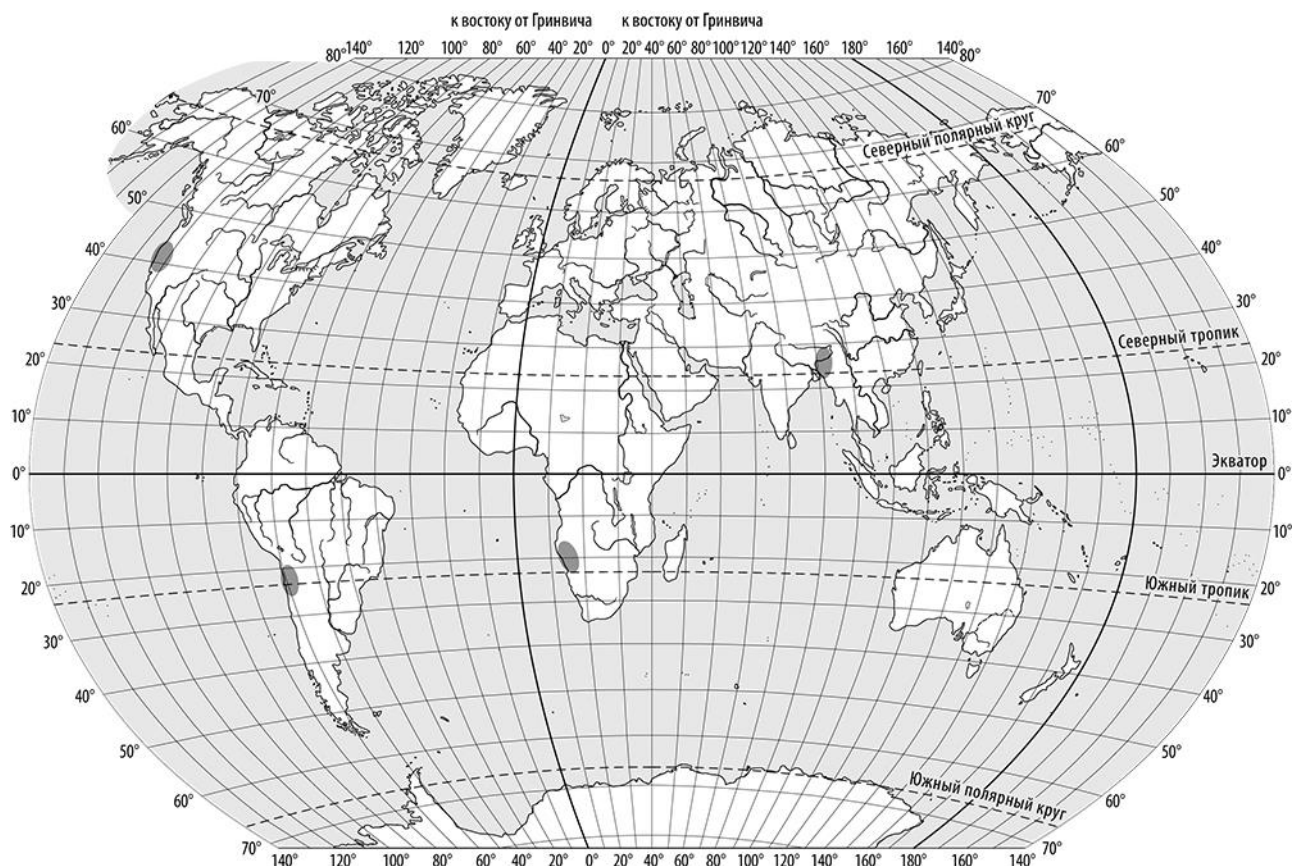 к востоку от Гринвича к востоку от Гринвича
80° 140° 120° 100° 80° 60° 40° 20° 0° 20° 40° 60° 80° 100° 120° 140° 160° 180° 160° 140° 80°
70° 70°
Северный полярный круг
60° 60°
50° 50°
40° 40°
30° 30°
Северный тропик
20° 20°
10° 10°
Экватор
0° 0°
10° 10°
Южный тропик
20° 20°
30° 30°
40° 40°
50° 50°
Южный полярный круг
60° 60°
70° 70°
140° 120° 100° 80° 60° 40° 20° 0° 20° 40° 60° 80° 100° 120° 140° 160° 180° 160° 140°